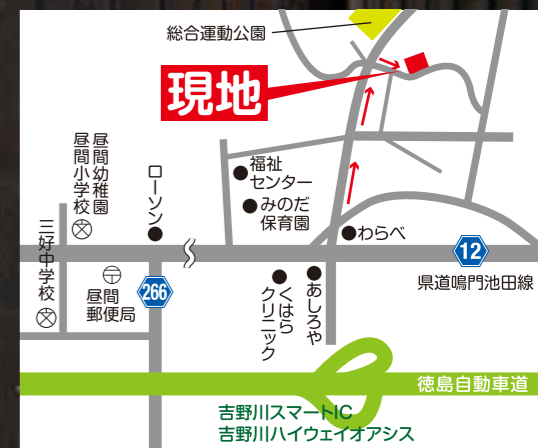 総合運動公園
現地
昼間幼稚園
昼間小学校
ローソン
福祉
センター
みのだ
保育園
わらべ
三好中学校
12
県道鳴門池田線
〒
昼間
郵便局
266
くはら
クリニック
あしろや
徳島自動車道
吉野川スマートIC
吉野川ハイウェイオアシス